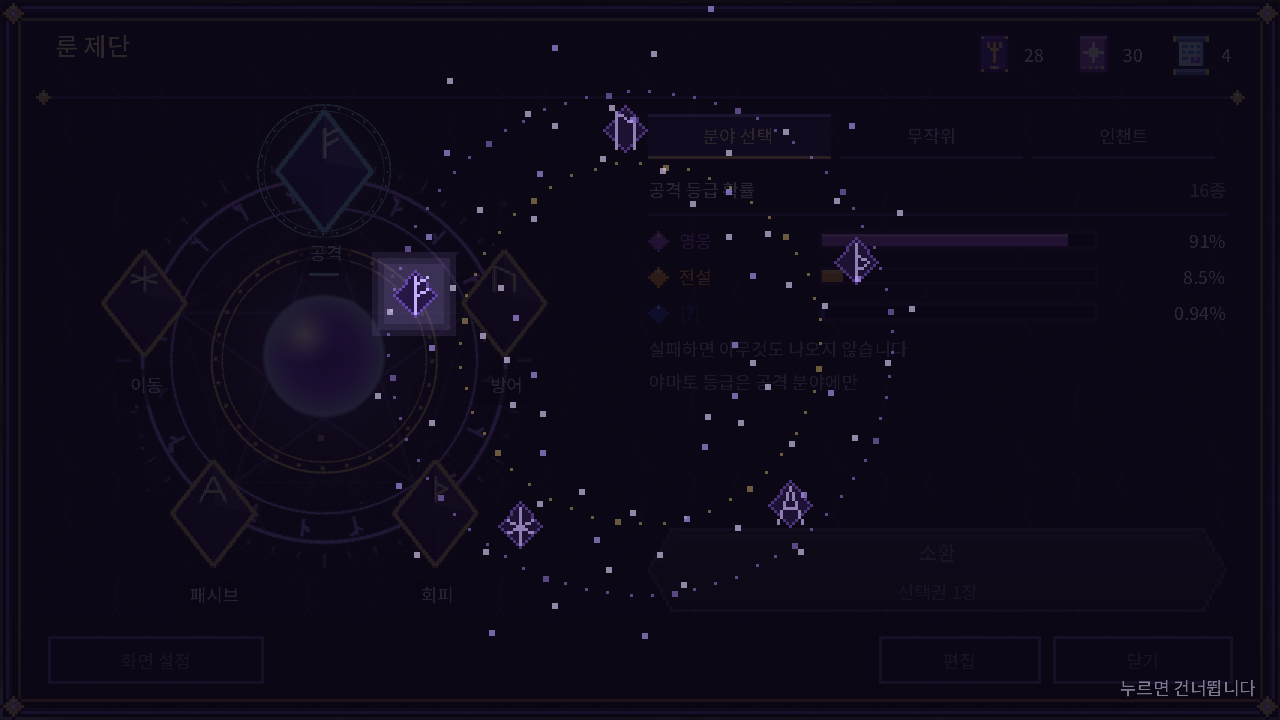 룬 제단
28
30
4
분야 선택
무작위
인챈트
공격 등급 확률
16종
영웅
91%
전설
8.5%
[?]
0.94%
실패하면 아무것도 나오지 않습니다
야마토 등급은 공격 분야에만
공격
이동
방어
패시브
회피
소환
선택권 1장
화면 설정
편집
닫기
누르면 건너뜁니다